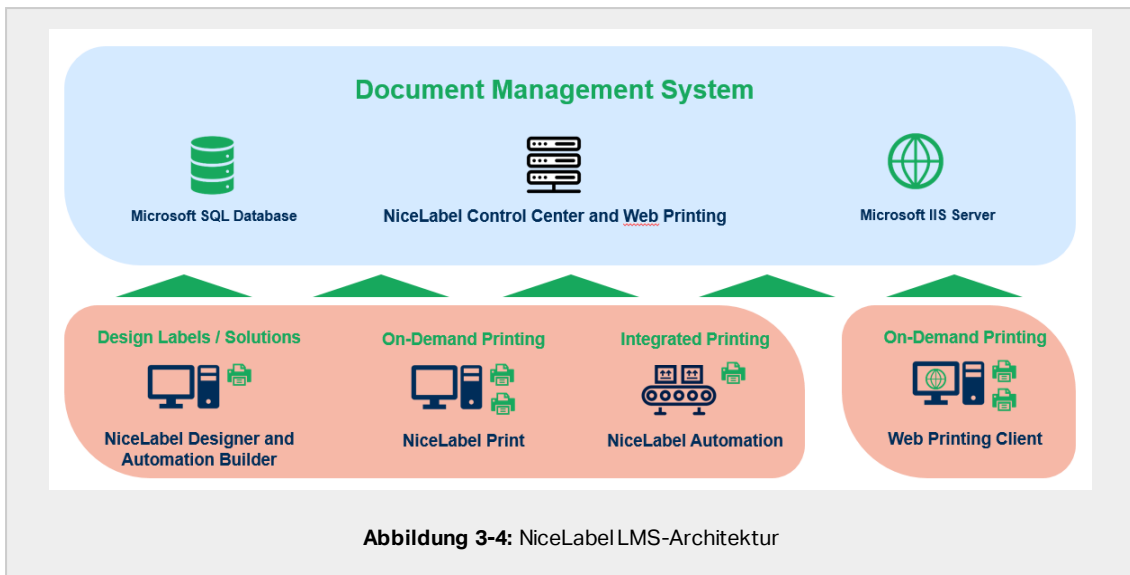 Document Management System
Microsoft SQL Database
NiceLabel Control Center and Web Printing
Microsoft IIS Server
Design Labels / Solutions
On-Demand Printing
Integrated Printing
On-Demand Printing
NiceLabel Designer and
Automation Builder
NiceLabel Print
NiceLabel Automation
Web Printing Client
Abbildung 3-4: NiceLabel LMS-Architektur